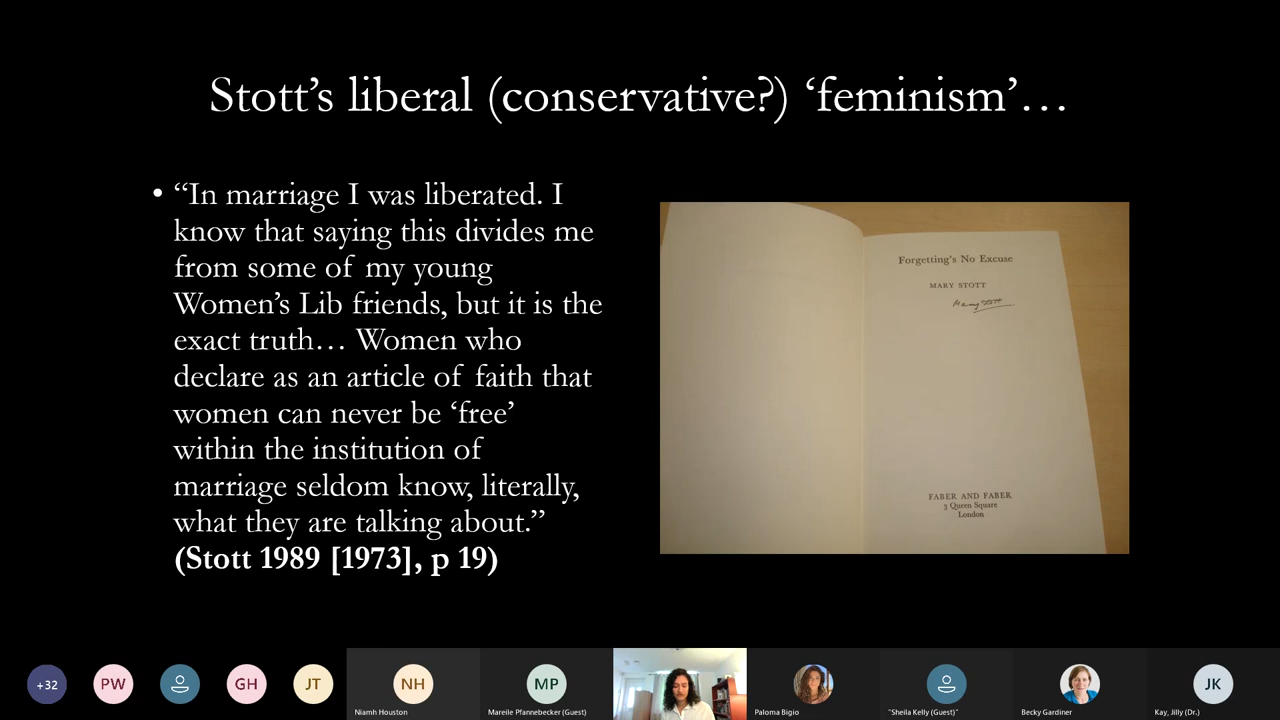 Stott’s liberal (conservative?) ‘feminism’…
• “In marriage I was liberated. I
know that saying this divides me
from some of my young
Women’s Lib friends, but it is the
exact truth… Women who
declare as an article of faith that
women can never be ‘free’
within the institution of
marriage seldom know, literally,
what they are talking about.”
(Stott 1989 [1973], p 19)
Forgetting's No Excuse
MARY STOTT
Mary Stott
FABER AND FABER
3 Queen Square
London
+32
PW
GH
JT
NH
Niamh Houston
MP
Mareile Pfannebecker (Guest)
Paloma Bigio
"Sheila Kelly (Guest)"
Becky Gardiner
JK
Kay, Jilly (Dr.)